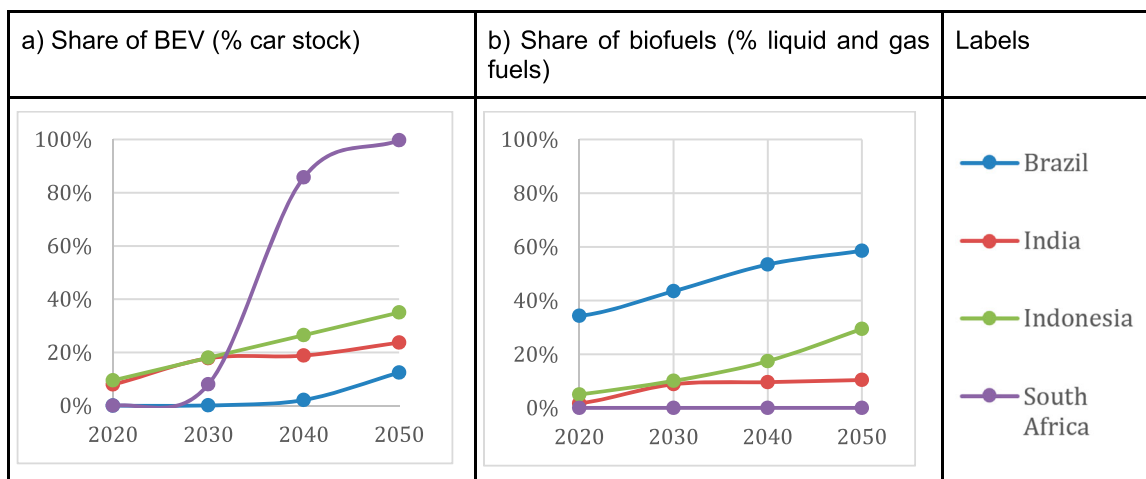 a) Share of BEV (% car stock)
b) Share of biofuels (% liquid and gas
fuels)
Labels
100%
80%
60%
40%
20%
0%
2020 2030 2040 2050
100%
80%
60%
40%
20%
0%
2020 2030 2040 2050
Brazil
India
Indonesia
South
Africa